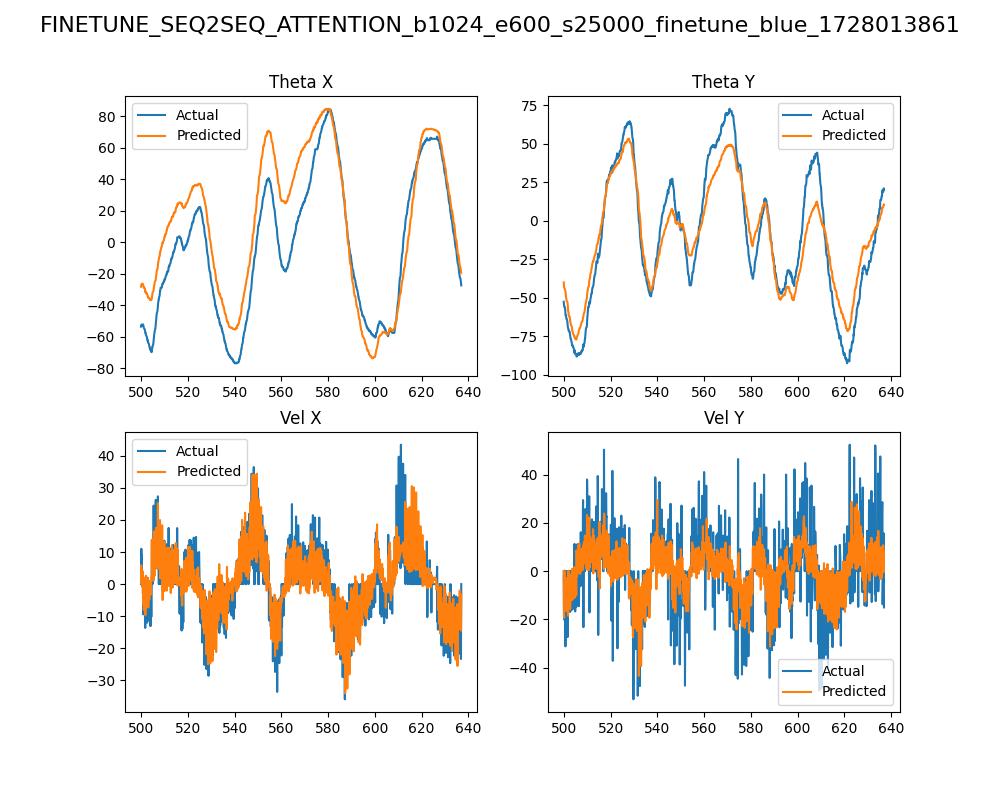 FINETUNE_SEQ2SEQ_ATTENTION_b1024_e600_s25000_finetune_blue_1728013861
Theta X
Actual
Predicted
80
60
40
20
0
−20
−40
−60
−80
500 520 540 560 580 600 620 640
Theta Y
Actual
Predicted
75
50
25
0
−25
−50
−75
−100
500 520 540 560 580 600 620 640
Vel X
Actual
Predicted
40
30
20
10
0
−10
−20
−30
500 520 540 560 580 600 620 640
Vel Y
40
20
0
−20
−40
Actual
Predicted
500 520 540 560 580 600 620 640